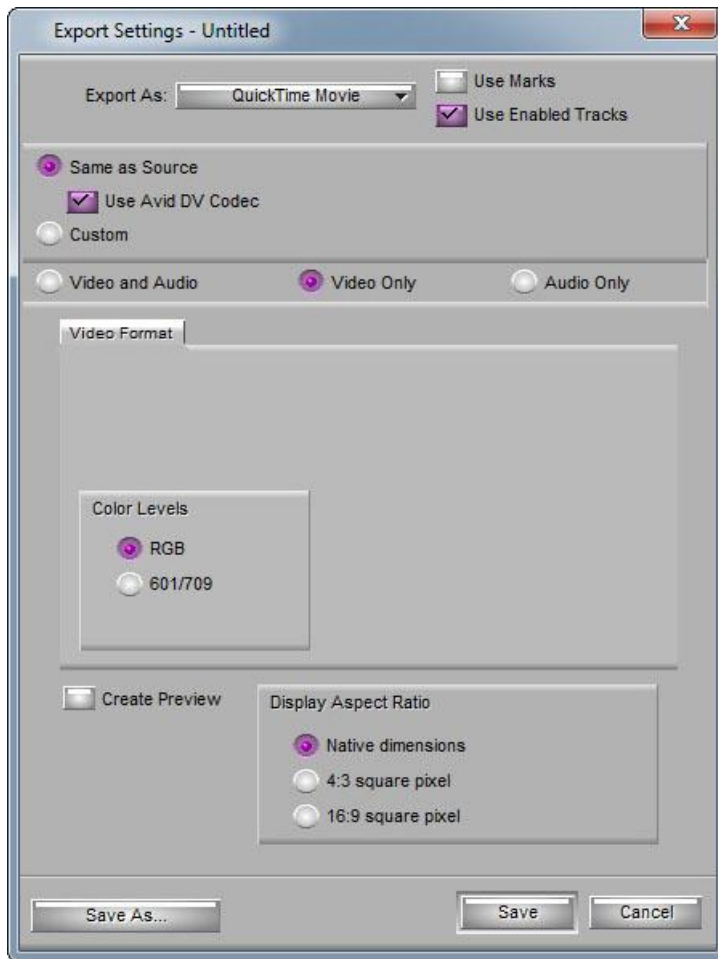 Export Settings - Untitled
Export As: QuickTime Movie
Use Marks
Use Enabled Tracks
Same as Source
Use Avid DV Codec
Custom
Video and Audio Video Only Audio Only
Video Format
Color Levels
RGB
601/709
Create Preview
Display Aspect Ratio
Native dimensions
4:3 square pixel
16:9 square pixel
Save As... Save Cancel